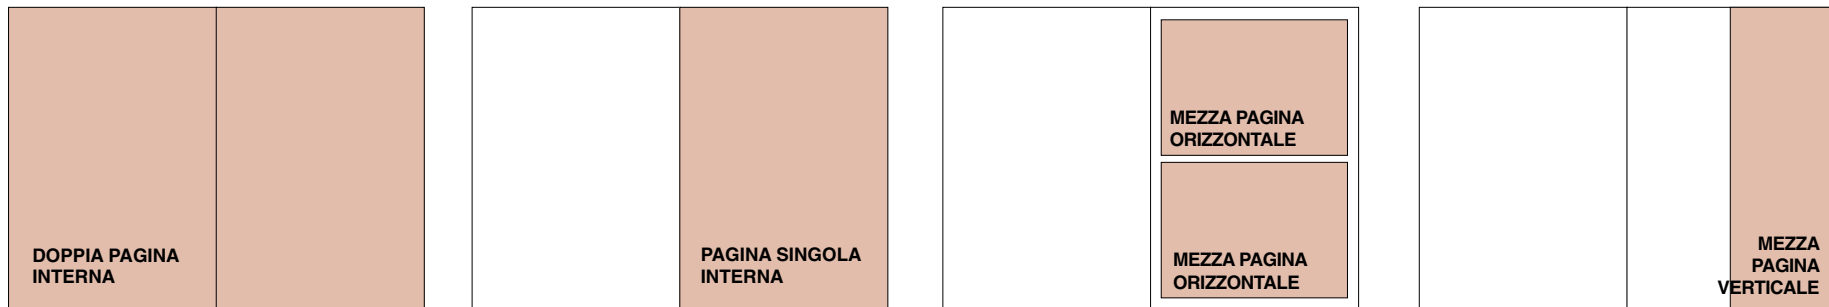 DOPPIA PAGINA
INTERNA
PAGINA SINGOLA
INTERNA
MEZZA PAGINA
ORIZZONTALE
MEZZA PAGINA
ORIZZONTALE
MEZZA
PAGINA
VERTICALE